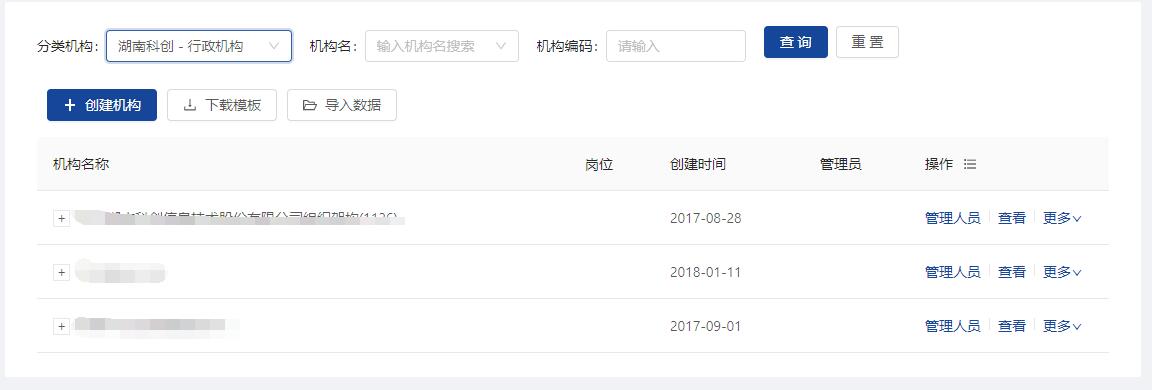 分类机构: 湖南科创 - 行政机构 机构名: 输入机构名搜索 机构编码: 请输入 查 询 重 置
+ 创建机构 下载模板 导入数据
机构名称 岗位 创建时间 管理员 操作
+ 2017-08-28 管理人员 查看 更多
+ 2018-01-11 管理人员 查看 更多
+ 2017-09-01 管理人员 查看 更多